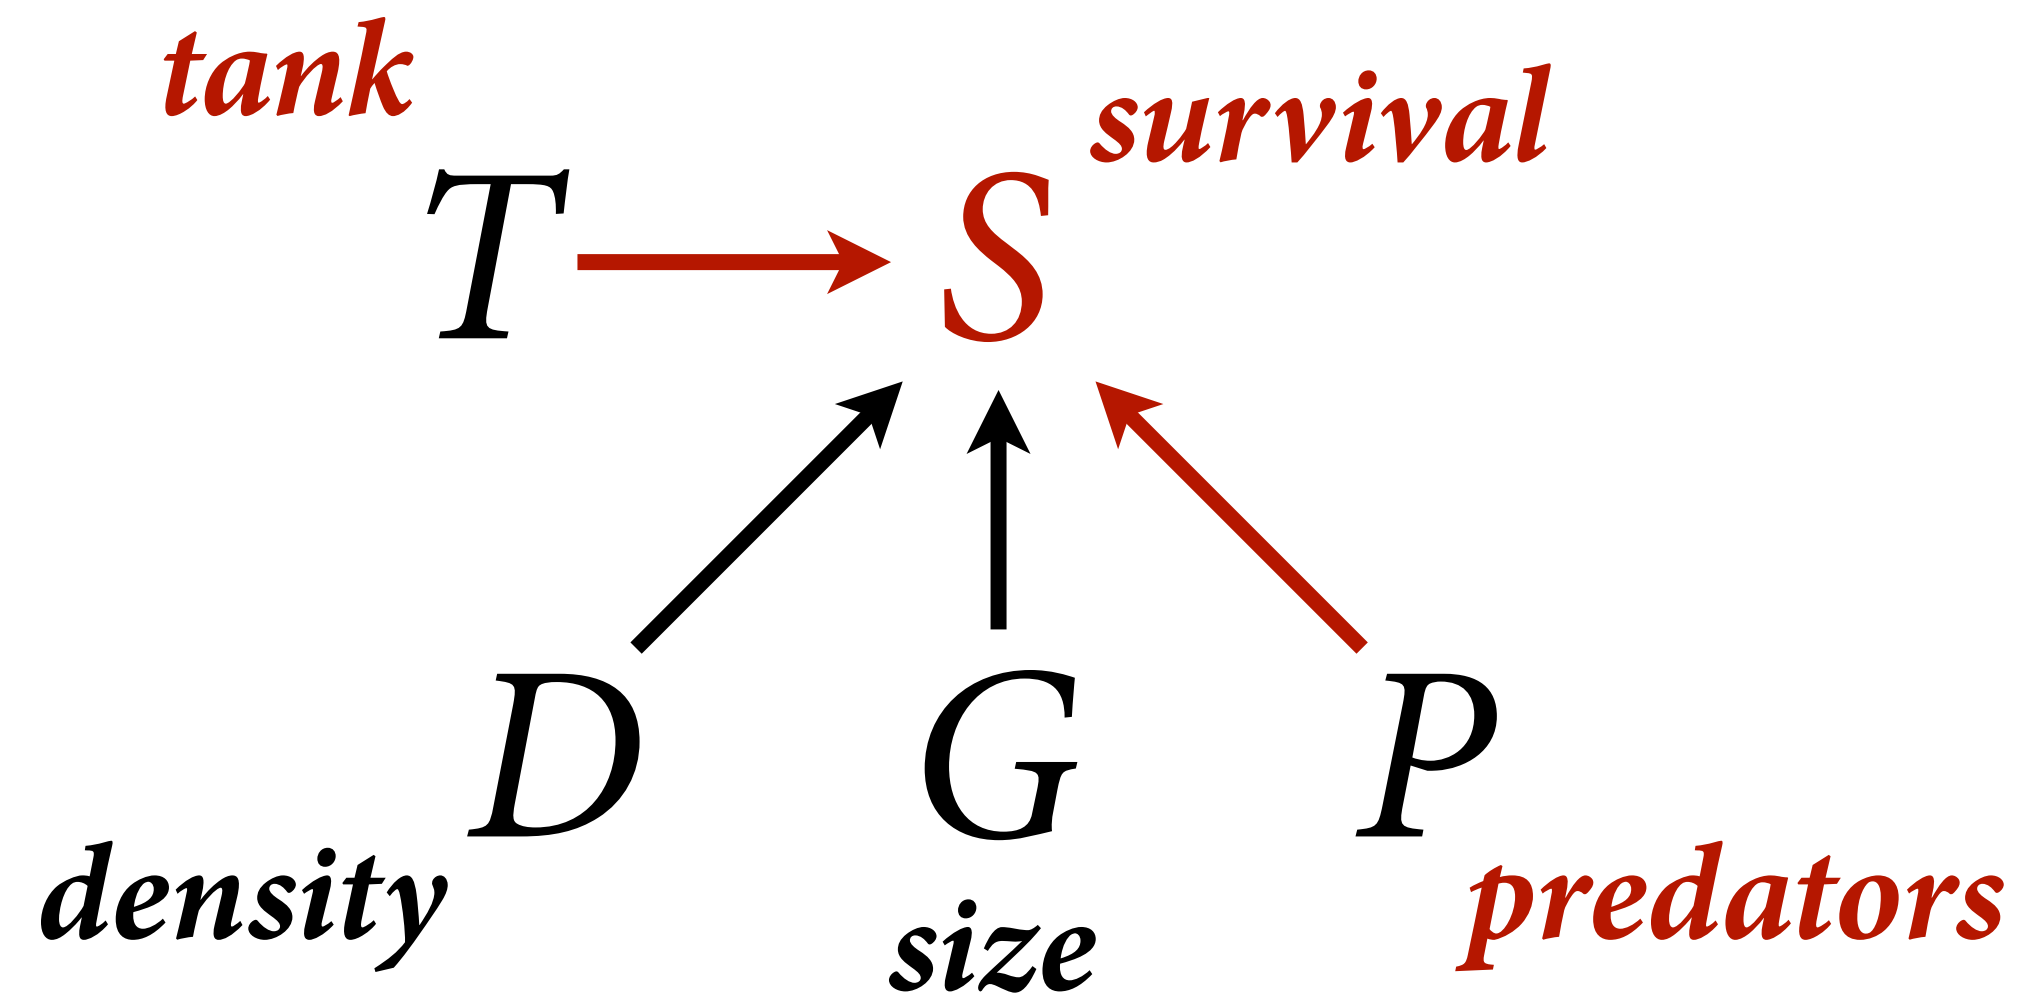 tank
survival
T
S
D
G
P
density
size
predators